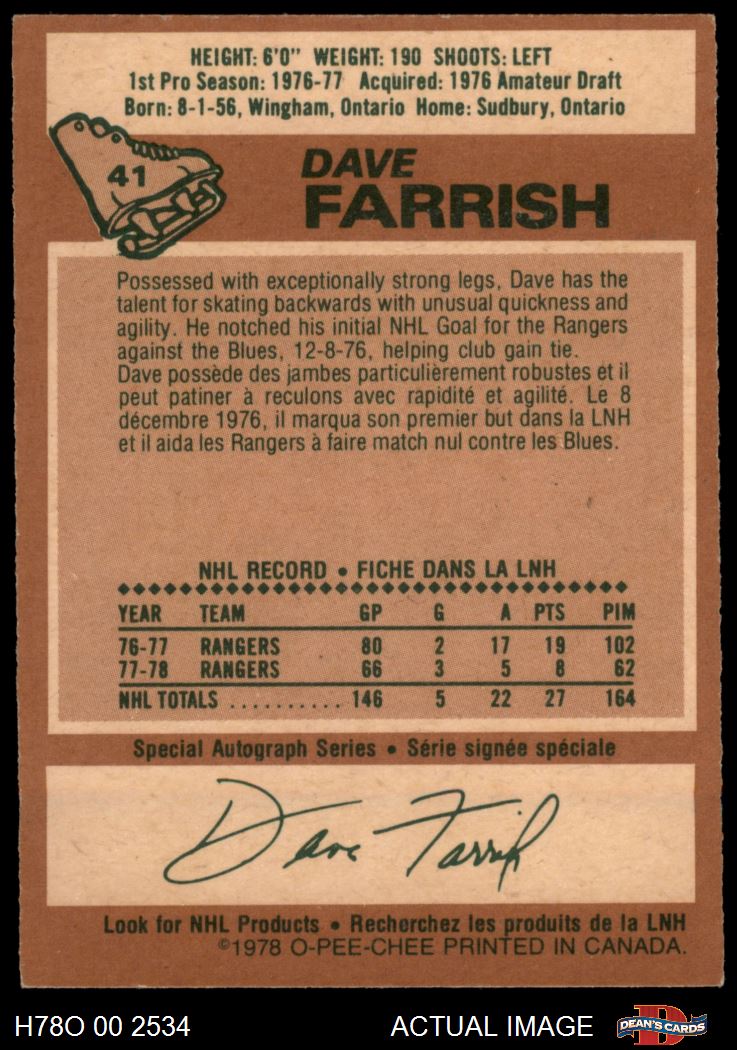 HEIGHT: 6'0" WEIGHT: 190 SHOOTS: LEFT
1st Pro Season: 1976-77 Acquired: 1976 Amateur Draft
Born: 8-1-56, Wingham, Ontario Home: Sudbury, Ontario
41
DAVE
FARRISH
Possessed with exceptionally strong legs, Dave has the
talent for skating backwards with unusual quickness and
agility. He notched his initial NHL Goal for the Rangers
against the Blues, 12-8-76, helping club gain tie.
Dave possède des jambes particulièrement robustes et il
peut patiner à reculons avec rapidité et agilité. Le 8
décembre 1976, il marqua son premier but dans la LNH
et il aida les Rangers à faire match nul contre les Blues.
NHL RECORD • FICHE DANS LA LNH
YEAR TEAM GP G A PTS PIM
76-77 RANGERS 80 2 17 19 102
77-78 RANGERS 66 3 5 8 62
NHL TOTALS .......... 146 5 22 27 164
Special Autograph Series • Série signée spéciale
Dave Farrish
Look for NHL Products • Recherchez les produits de la LNH
©1978 O-PEE-CHEE PRINTED IN CANADA.
H78O 00 2534 ACTUAL IMAGE D DEAN'S CARDS